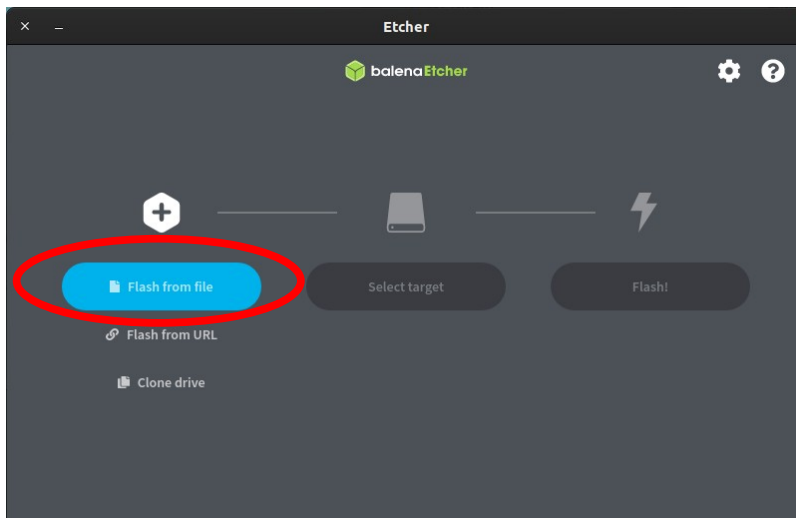 Etcher
balenaEtcher
Flash from file
Select target
Flash!
Flash from URL
Clone drive